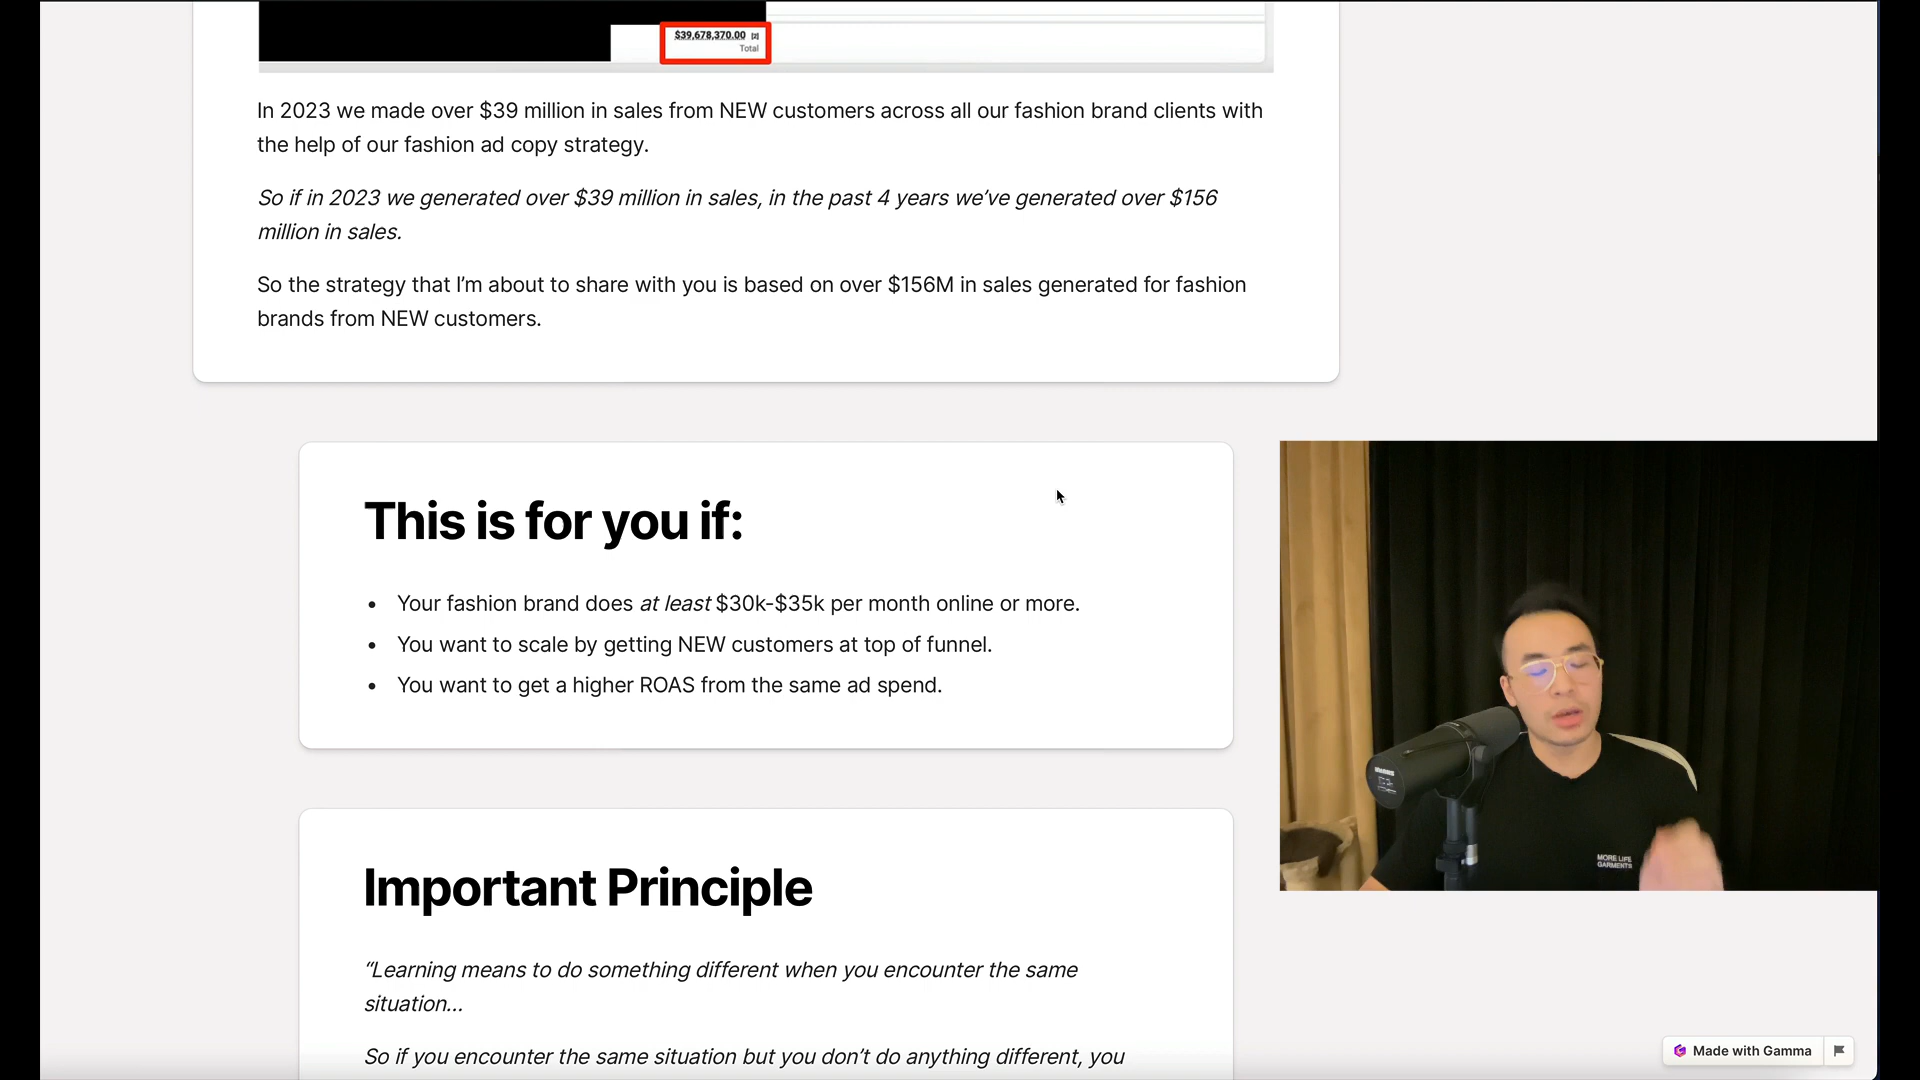 $39,678,370.00 [2]
Total
In 2023 we made over $39 million in sales from NEW customers across all our fashion brand clients with
the help of our fashion ad copy strategy.
So if in 2023 we generated over $39 million in sales, in the past 4 years we’ve generated over $156
million in sales.
So the strategy that I’m about to share with you is based on over $156M in sales generated for fashion
brands from NEW customers.
This is for you if:
• Your fashion brand does at least $30k-$35k per month online or more.
• You want to scale by getting NEW customers at top of funnel.
• You want to get a higher ROAS from the same ad spend.
MORE LIFE
GARMENTS
Important Principle
“Learning means to do something different when you encounter the same
situation...
So if you encounter the same situation but you don’t do anything different, you
Made with Gamma